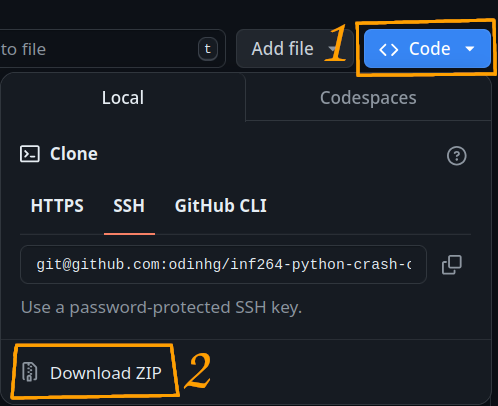 to file t Add file 1 <> Code
Local Codespaces
Clone
HTTPS SSH GitHub CLI
git@github.com:odinhg/inf264-python-crash-c
Use a password-protected SSH key.
Download ZIP 2